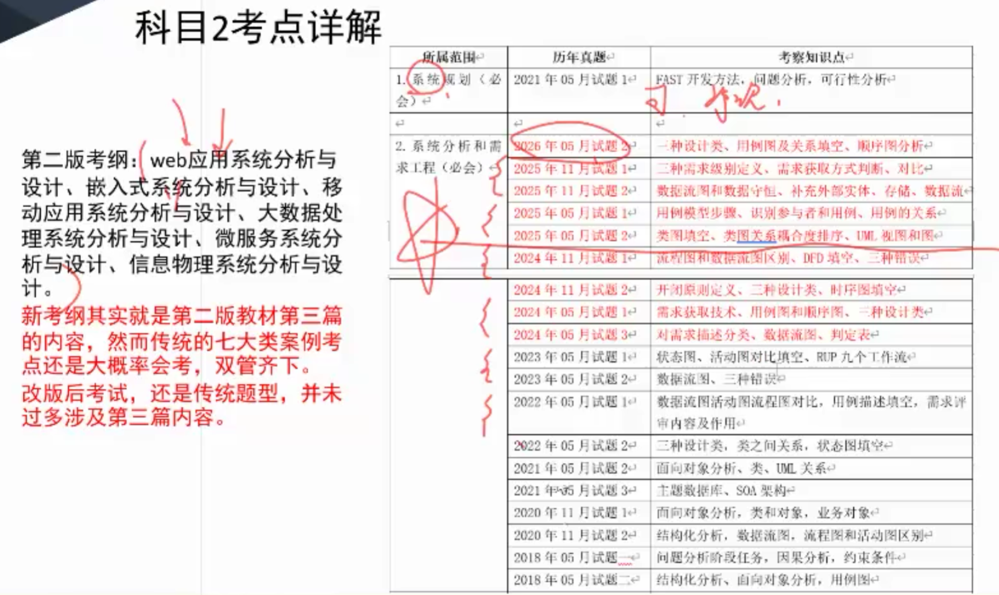 科目2考点详解
第二版考纲：web应用系统分析与
设计、嵌入式系统分析与设计、移
动应用系统分析与设计、大数据处
理系统分析与设计、微服务系统分
析与设计、信息物理系统分析与设
计。
新考纲其实就是第二版教材第三篇
的内容，然而传统的七大类案例考
点还是大概率会考，双管齐下。
改版后考试，还是传统题型，并未
过多涉及第三篇内容。
所属范围 历年真题 考察知识点
1. 系统规划（必 2021 年 05 月试题 1 FAST 开发方法，问题分析，可行性分析
会）
2. 系统分析和需 2026 年 05 月试题 2 三种设计类、用例图及关系填空、顺序图分析
求工程（必会） 2025 年 11 月试题 1 三种需求级别定义、需求获取方式判断、对比
2025 年 11 月试题 2 数据流图和数据守恒、补充外部实体、存储、数据流
2025 年 05 月试题 1 用例模型步骤、识别参与者和用例、用例的关系
2025 年 05 月试题 2 类图填空、类图关系耦合度排序、UML 视图和图
2024 年 11 月试题 1 流程图和数据流图区别、DFD 填空、三种错误
2024 年 11 月试题 2 开闭原则定义、三种设计类、时序图填空
2024 年 05 月试题 1 需求获取技术、用例图和顺序图、三种设计类
2024 年 05 月试题 3 对需求描述分类、数据流图、判定表
2023 年 05 月试题 1 状态图、活动图对比填空、RUP 九个工作流
2023 年 05 月试题 2 数据流图、三种错误
2022 年 05 月试题 1 数据流图活动图流程图对比，用例描述填空，需求评
审内容及作用
2022 年 05 月试题 2 三种设计类，类之间关系，状态图填空
2021 年 05 月试题 2 面向对象分析、类、UML 关系
2021 年 05 月试题 3 主题数据库、SOA 架构
2020 年 11 月试题 1 面向对象分析，类和对象，业务对象
2020 年 11 月试题 2 结构化分析，数据流图，流程图和活动图区别
2018 年 05 月试题一 问题分析阶段任务，因果分析，约束条件
2018 年 05 月试题二 结构化分析、面向对象分析，用例图